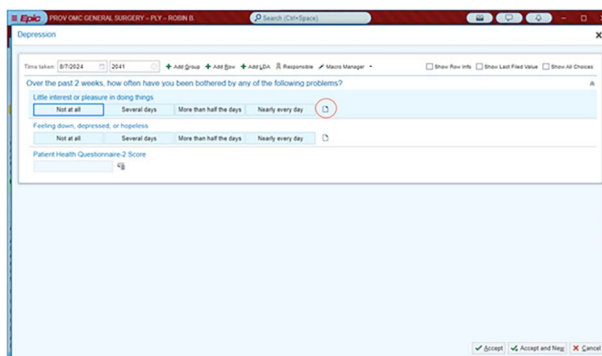 Epic PROV OMC GENERAL SURGERY - PLY - ROBIN B. Search (Ctrl+Space)
Depression
Time taken: 8/7/2024 2041 Add Group Add Row Add LDA Responsible Macro Manager Show Row Info Show Last Filed Value Show All Choices
Over the past 2 weeks, how often have you been bothered by any of the following problems?
Little interest or pleasure in doing things
Not at all Several days More than half the days Nearly every day
Feeling down, depressed, or hopeless
Not at all Several days More than half the days Nearly every day
Patient Health Questionnaire-2 Score
Accept Accept and New Cancel